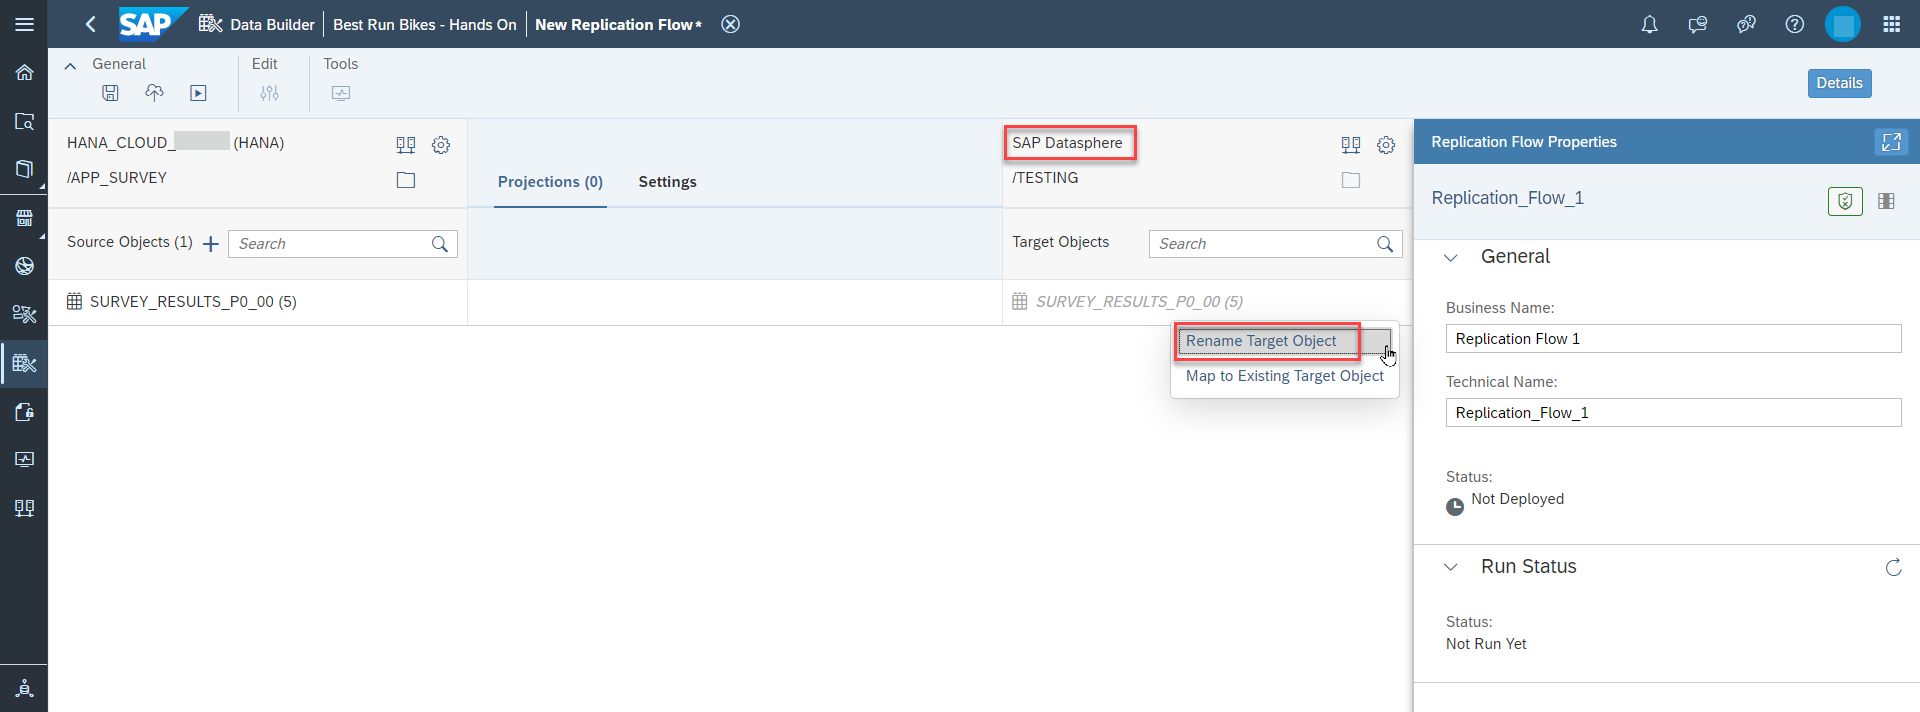 SAP Data Builder Best Run Bikes - Hands On New Replication Flow*
General Edit Tools
Details
HANA_CLOUD_ (HANA)
/APP_SURVEY
Projections (0) Settings
SAP Datasphere
/TESTING
Source Objects (1) Search
Target Objects Search
SURVEY_RESULTS_P0_00 (5)
SURVEY_RESULTS_P0_00 (5)
Rename Target Object
Map to Existing Target Object
Replication Flow Properties
Replication_Flow_1
General
Business Name:
Replication Flow 1
Technical Name:
Replication_Flow_1
Status:
Not Deployed
Run Status
Status:
Not Run Yet